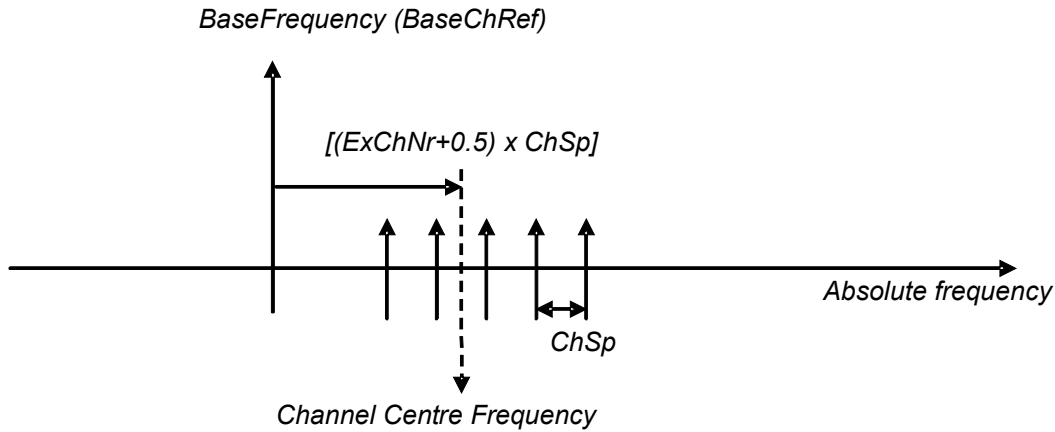 BaseFrequency (BaseChRef)
[(ExChNr+0.5) x ChSp]
Absolute frequency
ChSp
Channel Centre Frequency